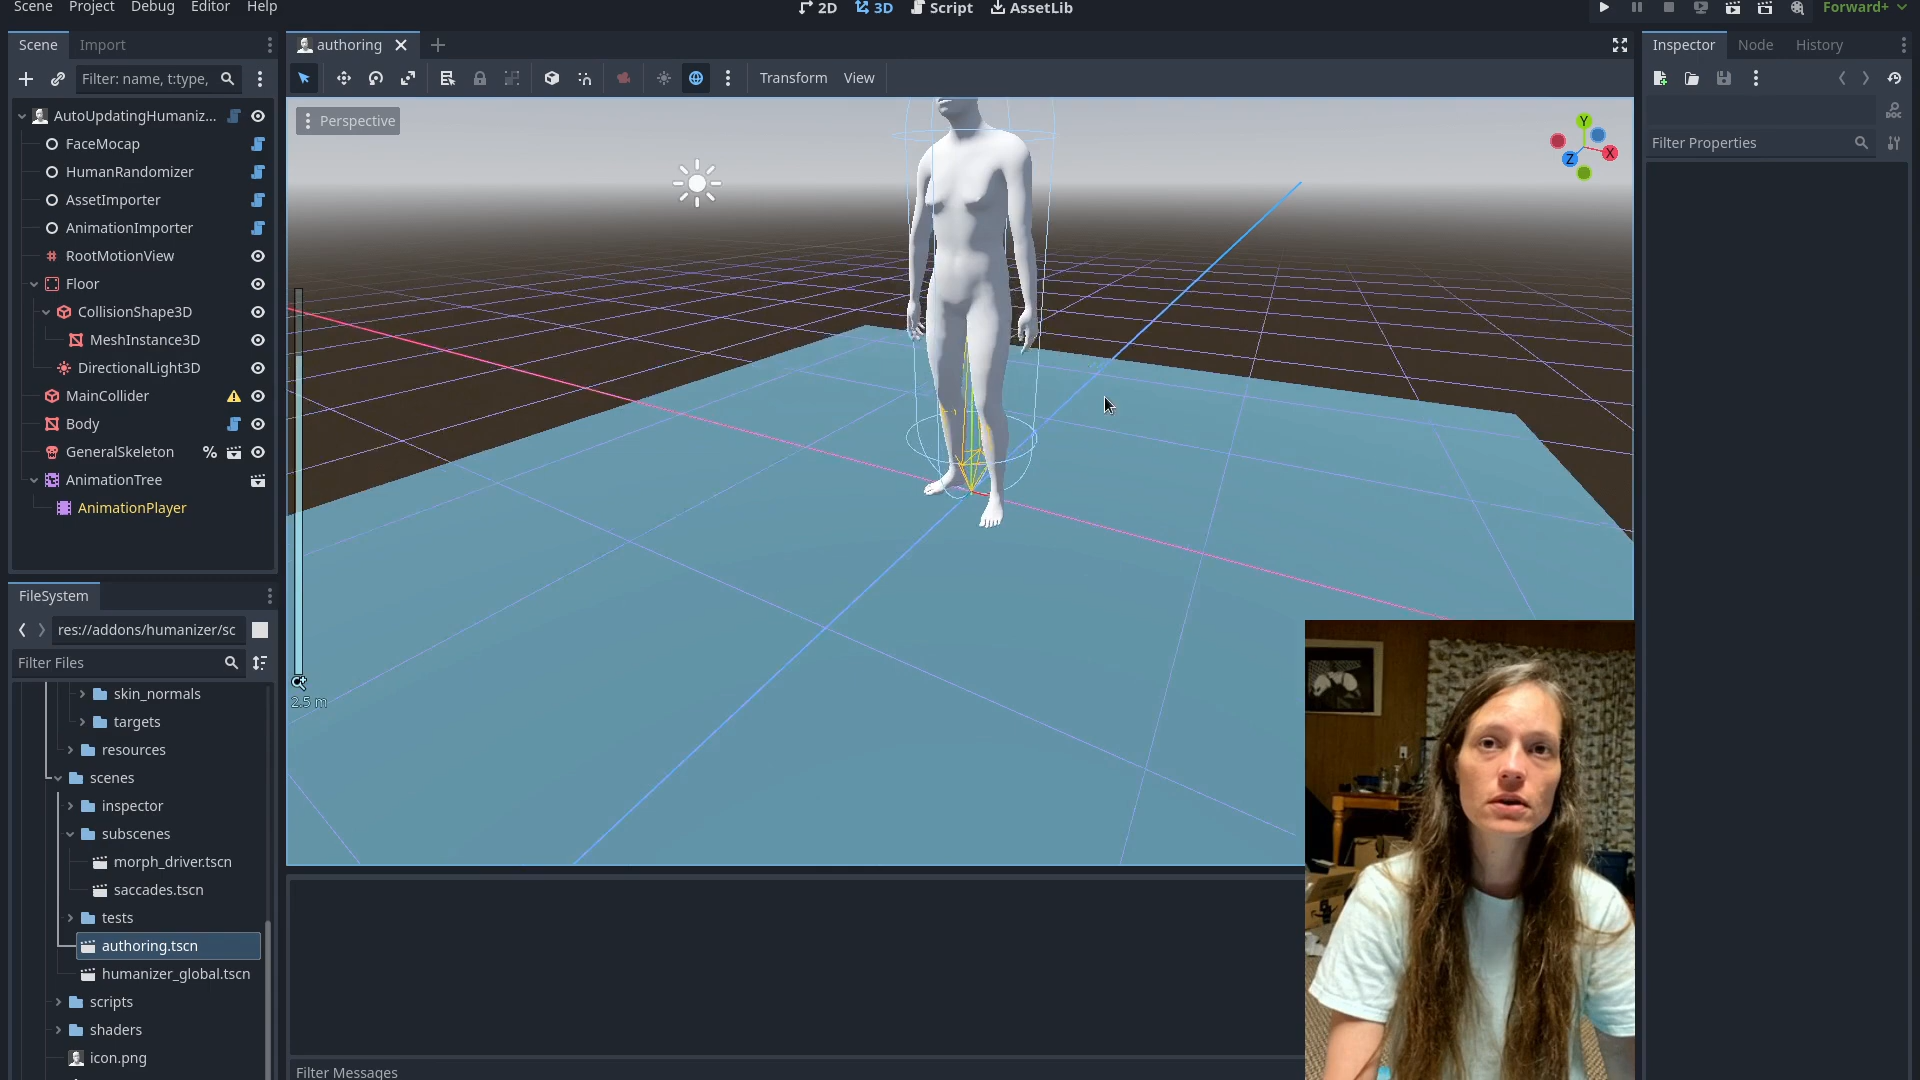 Scene Project Debug Editor Help
2D 3D Script AssetLib
Forward+
Scene Import
authoring
Inspector Node History
Filter: name, t:type,
Transform View
AutoUpdatingHumaniz...
FaceMocap
HumanRandomizer
AssetImporter
AnimationImporter
RootMotionView
Floor
CollisionShape3D
MeshInstance3D
DirectionalLight3D
MainCollider
Body
GeneralSkeleton %
AnimationTree
AnimationPlayer
Perspective
Y
X
Z
2.5 m
DOC
Filter Properties
FileSystem
res://addons/humanizer/sc
Filter Files
skin_normals
targets
resources
scenes
inspector
subscenes
morph_driver.tscn
saccades.tscn
tests
authoring.tscn
humanizer_global.tscn
scripts
shaders
icon.png
Filter Messages